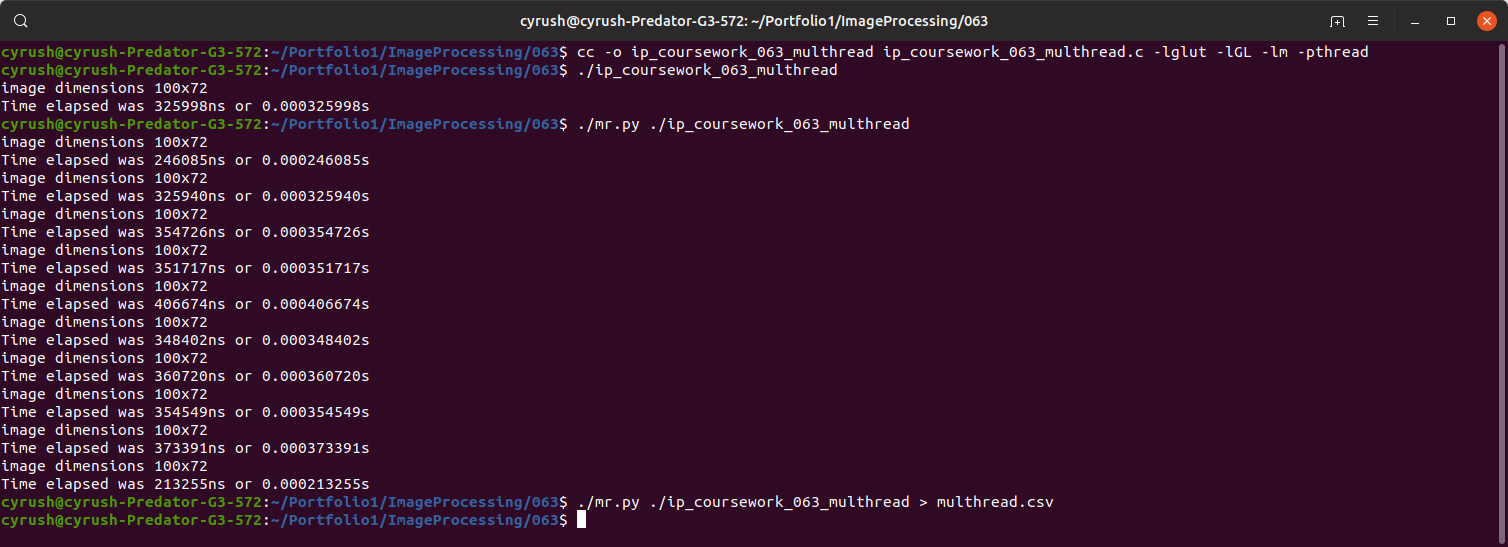 cyrush@cyrush-Predator-G3-572: ~/Portfolio1/ImageProcessing/063
cyrush@cyrush-Predator-G3-572:~/Portfolio1/ImageProcessing/063$ cc -o ip_coursework_063_multhread ip_coursework_063_multhread.c -lglut -lGL -lm -pthread
cyrush@cyrush-Predator-G3-572:~/Portfolio1/ImageProcessing/063$ ./ip_coursework_063_multhread
image dimensions 100x72
Time elapsed was 325998ns or 0.000325998s
cyrush@cyrush-Predator-G3-572:~/Portfolio1/ImageProcessing/063$ ./mr.py ./ip_coursework_063_multhread
image dimensions 100x72
Time elapsed was 246085ns or 0.000246085s
image dimensions 100x72
Time elapsed was 325940ns or 0.000325940s
image dimensions 100x72
Time elapsed was 354726ns or 0.000354726s
image dimensions 100x72
Time elapsed was 351717ns or 0.000351717s
image dimensions 100x72
Time elapsed was 406674ns or 0.000406674s
image dimensions 100x72
Time elapsed was 348402ns or 0.000348402s
image dimensions 100x72
Time elapsed was 360720ns or 0.000360720s
image dimensions 100x72
Time elapsed was 354549ns or 0.000354549s
image dimensions 100x72
Time elapsed was 373391ns or 0.000373391s
image dimensions 100x72
Time elapsed was 213255ns or 0.000213255s
cyrush@cyrush-Predator-G3-572:~/Portfolio1/ImageProcessing/063$ ./mr.py ./ip_coursework_063_multhread > multhread.csv
cyrush@cyrush-Predator-G3-572:~/Portfolio1/ImageProcessing/063$